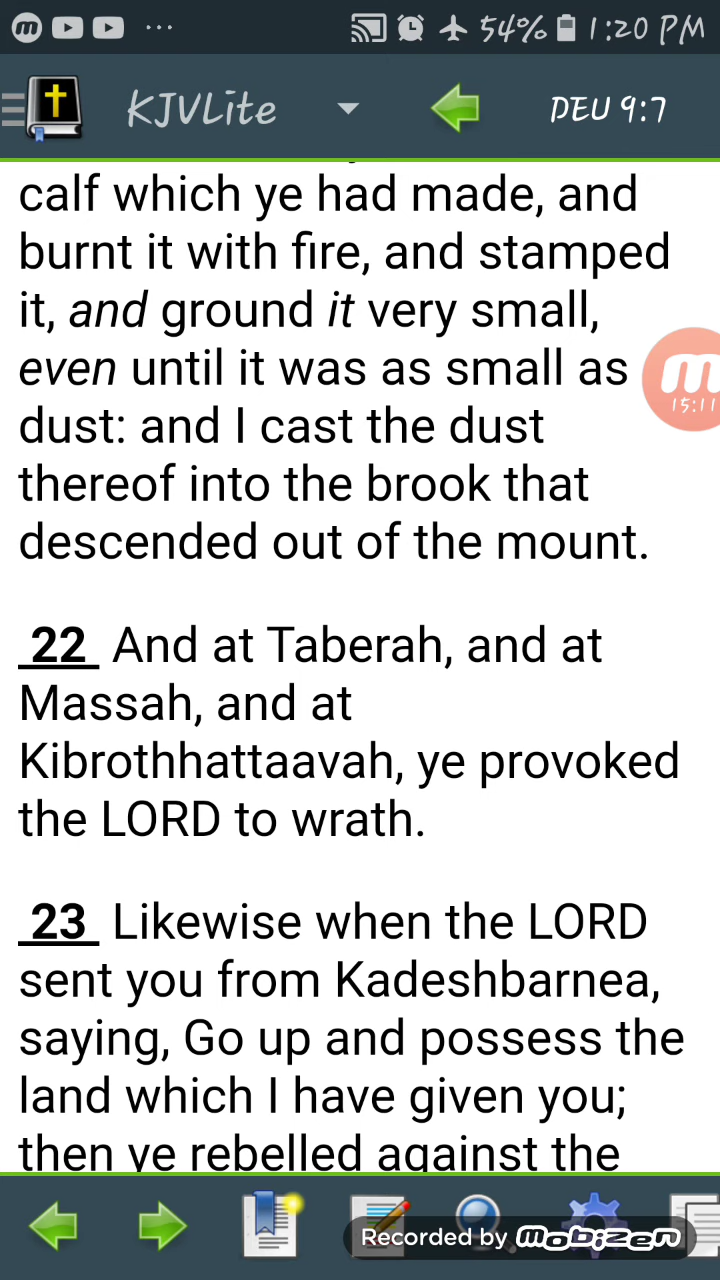 m ... 54% 1:20 PM
KJVLite DEU 9:7
calf which ye had made, and
burnt it with fire, and stamped
it, and ground it very small,
even until it was as small as
dust: and I cast the dust
thereof into the brook that
descended out of the mount.
m
15:11
22 And at Taberah, and at
Massah, and at
Kibrothhattaavah, ye provoked
the LORD to wrath.
23 Likewise when the LORD
sent you from Kadeshbarnea,
saying, Go up and possess the
land which I have given you;
then ye rebelled against the
Recorded by mobizen